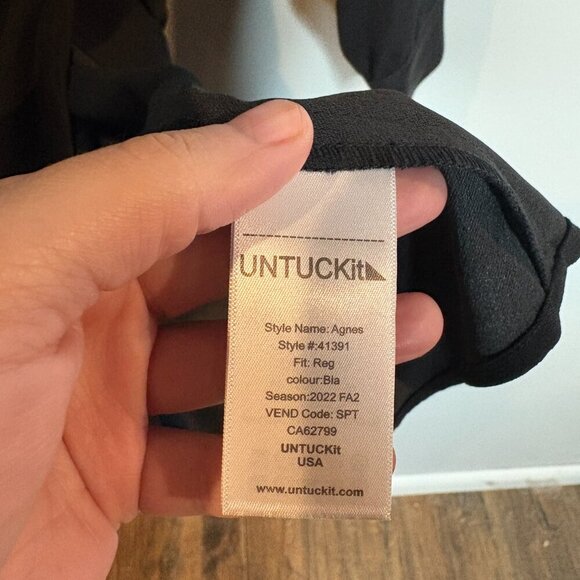 UNTUCKit
Style Name: Agnes
Style #:41391
Fit: Reg
colour:Bla
Season:2022 FA2
VEND Code: SPT
CA62799
UNTUCKit
USA
www.untuckit.com